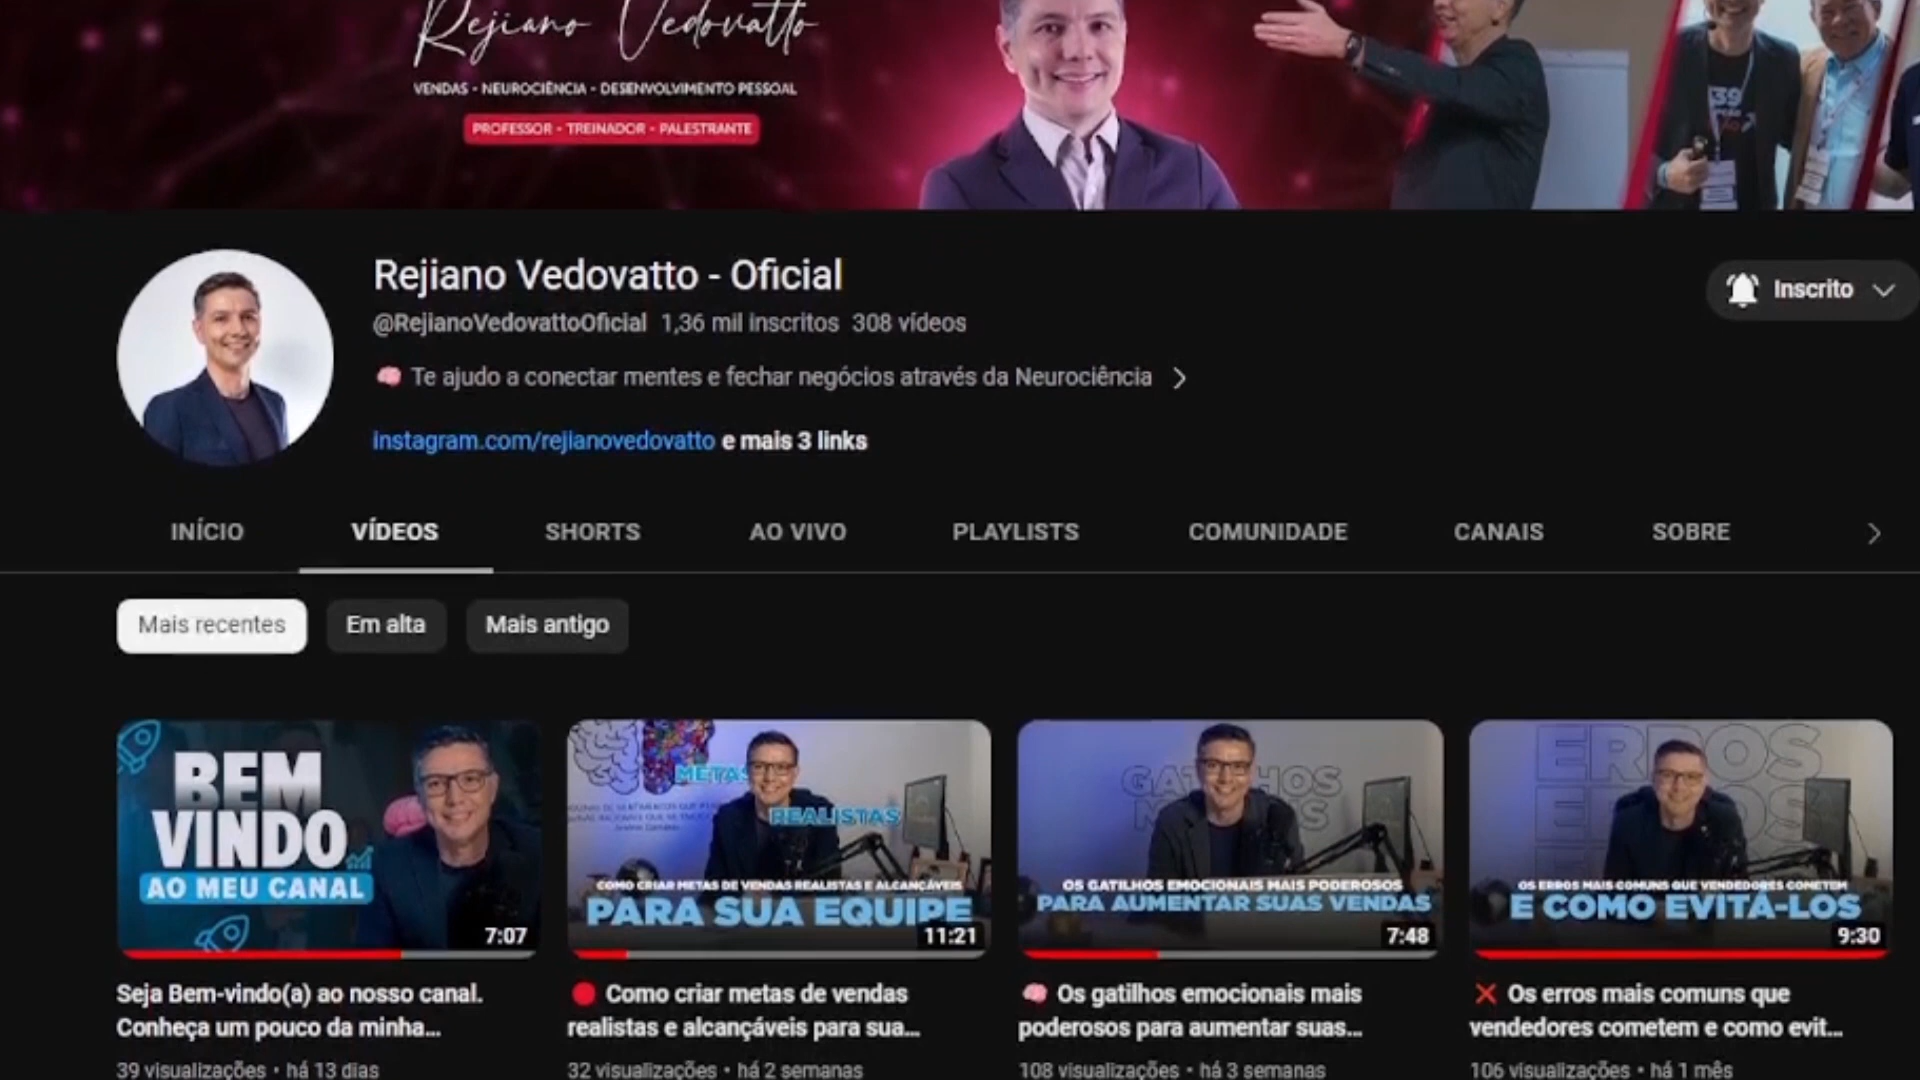 Rejiano Vedovatto
VENDAS - NEUROCIÊNCIA - DESENVOLVIMENTO PESSOAL
PROFESSOR - TREINADOR - PALESTRANTE
Rejiano Vedovatto - Oficial
@RejianoVedovattoOficial 1,36 mil inscritos 308 vídeos
Te ajudo a conectar mentes e fechar negócios através da Neurociência
instagram.com/rejianovedovatto e mais 3 links
Inscrito
INÍCIO VÍDEOS SHORTS AO VIVO PLAYLISTS COMUNIDADE CANAIS SOBRE
Mais recentes Em alta Mais antigo
BEM
VINDO
AO MEU CANAL
7:07
METAS
REALISTAS
COMO CRIAR METAS DE VENDAS REALISTAS E ALCANÇÁVEIS
PARA SUA EQUIPE
11:21
GATILHOS
OS GATILHOS EMOCIONAIS MAIS PODEROSOS
PARA AUMENTAR SUAS VENDAS
7:48
ERROS
OS ERROS MAIS COMUNS QUE VENDEDORES COMETEM
E COMO EVITÁ-LOS
9:30
Seja Bem-vindo(a) ao nosso canal.
Conheça um pouco da minha...
39 visualizações • há 13 dias
Como criar metas de vendas
realistas e alcançáveis para sua...
32 visualizações • há 2 semanas
Os gatilhos emocionais mais
poderosos para aumentar suas...
108 visualizações • há 3 semanas
Os erros mais comuns que
vendedores cometem e como evit...
106 visualizações • há 1 mês